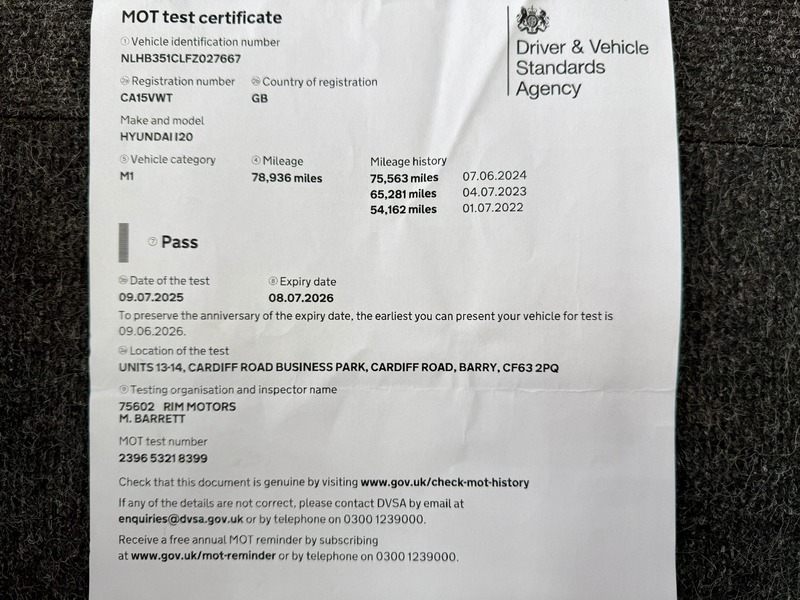 MOT test certificate
Driver & Vehicle
Standards
Agency
① Vehicle identification number
NLHB351CLFZ027667
Registration number Country of registration
CA15VWT GB
Make and model
HYUNDAI I20
⑤ Vehicle category ④ Mileage Mileage history
M1 78,936 miles 75,563 miles 07.06.2024
65,281 miles 04.07.2023
54,162 miles 01.07.2022
⑦ Pass
Date of the test ⑧ Expiry date
09.07.2025 08.07.2026
To preserve the anniversary of the expiry date, the earliest you can present your vehicle for test is
09.06.2026.
Location of the test
UNITS 13-14, CARDIFF ROAD BUSINESS PARK, CARDIFF ROAD, BARRY, CF63 2PQ
⑨ Testing organisation and inspector name
75602 RIM MOTORS
M. BARRETT
MOT test number
2396 5321 8399
Check that this document is genuine by visiting www.gov.uk/check-mot-history
If any of the details are not correct, please contact DVSA by email at
enquiries@dvsa.gov.uk or by telephone on 0300 1239000.
Receive a free annual MOT reminder by subscribing
at www.gov.uk/mot-reminder or by telephone on 0300 1239000.